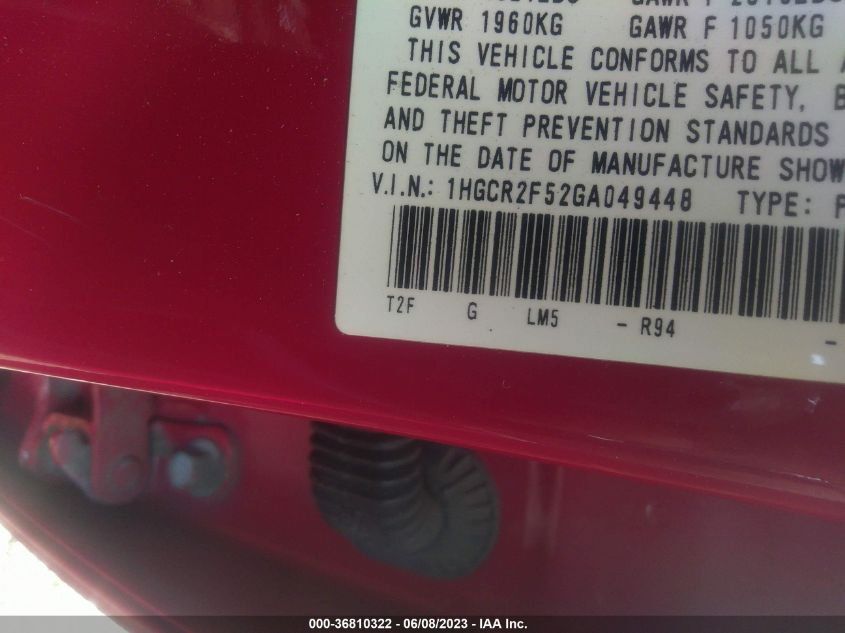 GVWR 1960KG GAWR F 1050KG
THIS VEHICLE CONFORMS TO ALL
FEDERAL MOTOR VEHICLE SAFETY, B
AND THEFT PREVENTION STANDARDS
ON THE DATE OF MANUFACTURE SHOW
V.I.N.: 1HGCR2F52GA049448 TYPE: P
T2F G LM5 - R94 -
000-36810322 - 06/08/2023 - IAA Inc.